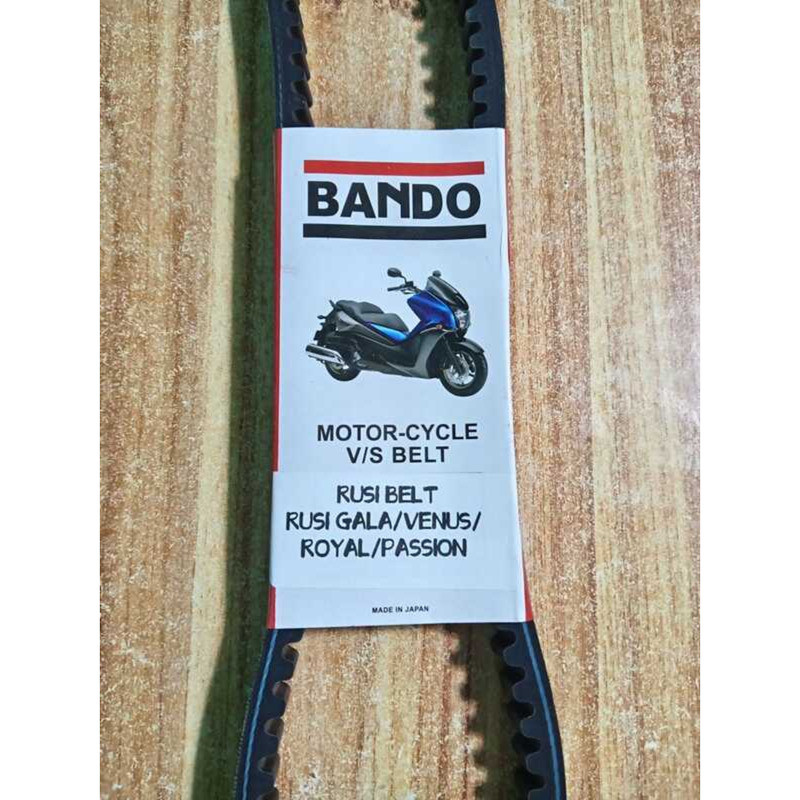 BANDO
MOTOR-CYCLE
V/S BELT
RUSI BELT
RUSI GALA/VENUS/
ROYAL/PASSION
MADE IN JAPAN